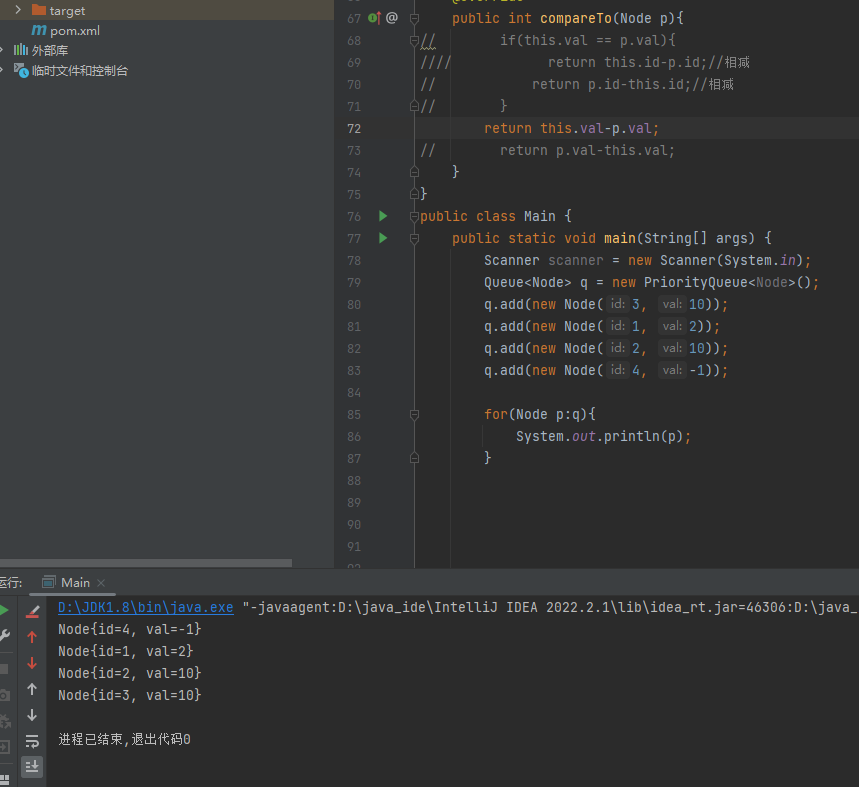 target
pom.xml
外部库
临时文件和控制台
67 @ public int compareTo(Node p){
68 // if(this.val == p.val){
69 //// return this.id-p.id;//相减
70 // return p.id-this.id;//相减
71 // }
72 return this.val-p.val;
73 // return p.val-this.val;
74 }
75 }
76 public class Main {
77 public static void main(String[] args) {
78 Scanner scanner = new Scanner(System.in);
79 Queue<Node> q = new PriorityQueue<Node>();
80 q.add(new Node( id: 3, val: 10));
81 q.add(new Node( id: 1, val: 2));
82 q.add(new Node( id: 2, val: 10));
83 q.add(new Node( id: 4, val: -1));
84
85 for(Node p:q){
86 System.out.println(p);
87 }
88
89
90
91
运行: Main
D:\JDK1.8\bin\java.exe "-javaagent:D:\java_ide\IntelliJ IDEA 2022.2.1\lib\idea_rt.jar=46306:D:\java_
Node{id=4, val=-1}
Node{id=1, val=2}
Node{id=2, val=10}
Node{id=3, val=10}
进程已结束,退出代码0